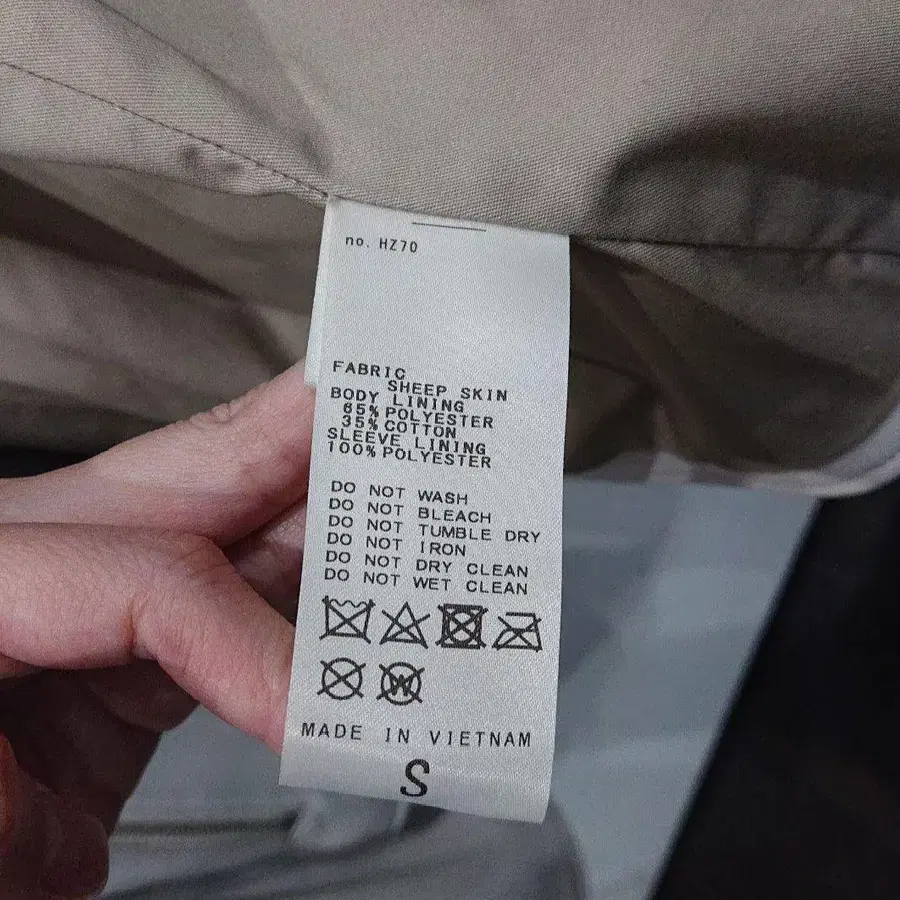 no. HZ70
FABRIC
SHEEP SKIN
BODY LINING
65% POLYESTER
35% COTTON
SLEEVE LINING
100% POLYESTER
DO NOT WASH
DO NOT BLEACH
DO NOT TUMBLE DRY
DO NOT IRON
DO NOT DRY CLEAN
DO NOT WET CLEAN
W
MADE IN VIETNAM
S